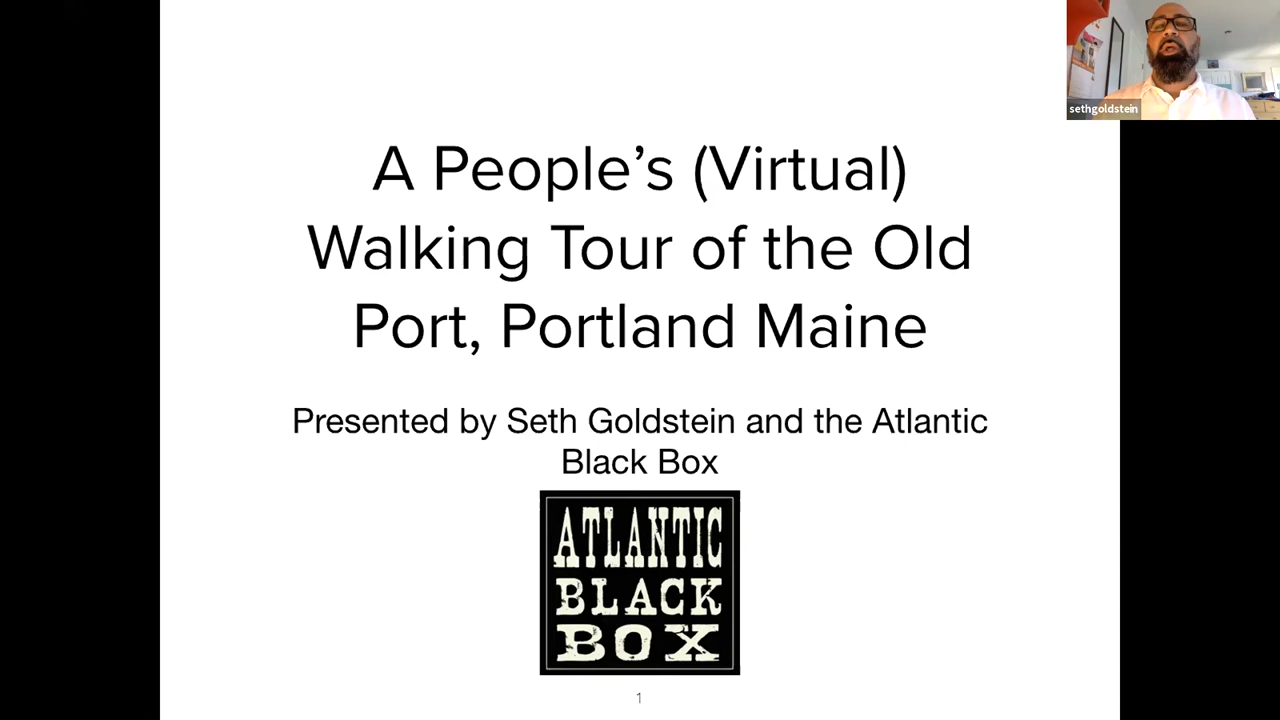 sethgoldstein
A People’s (Virtual)
Walking Tour of the Old
Port, Portland Maine
Presented by Seth Goldstein and the Atlantic
Black Box
ATLANTIC
BLACK
BOX
1